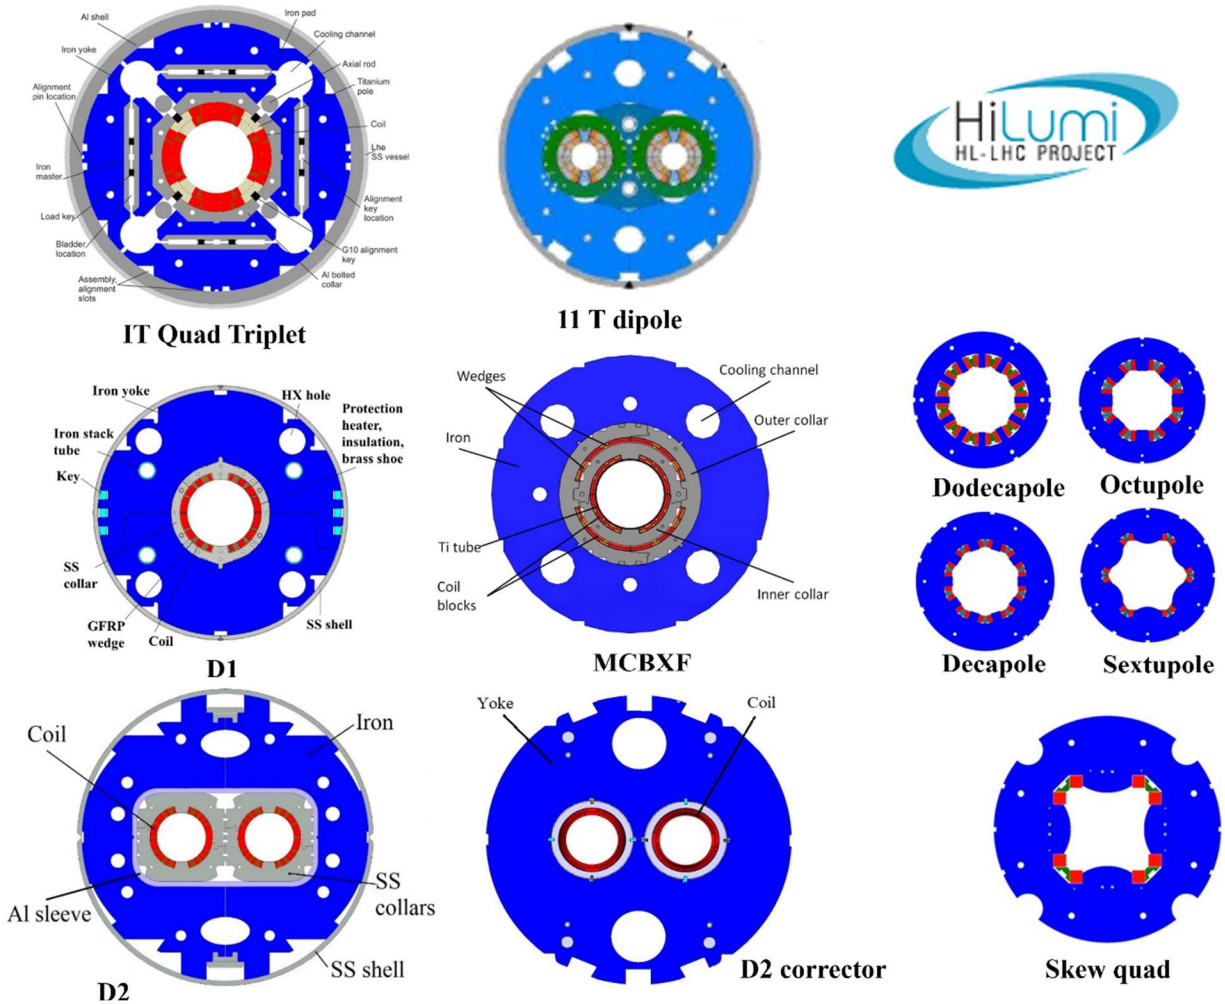 Al shell
Iron pad
Cooling channel
Iron yoke
Axial rod
Titanium
pole
Alignment
pin location
Coil
Lhe
SS vessel
Iron
master
Alignment
key
location
Load key
Bladder
location
G10 alignment
key
Assembly,
alignment
slots
Al bolted
collar
IT Quad Triplet
11 T dipole
HiLumi
HL-LHC PROJECT
Iron yoke
HX hole
Protection
heater,
insulation,
brass shoe
Iron stack
tube
Key
SS
collar
GFRP
wedge
Coil
SS shell
D1
Wedges
Cooling channel
Outer collar
Iron
Ti tube
Coil
blocks
Inner collar
MCBXF
Dodecapole
Octupole
Decapole
Sextupole
Coil
Iron
Al sleeve
SS
collars
SS shell
D2
Yoke
Coil
D2 corrector
Skew quad